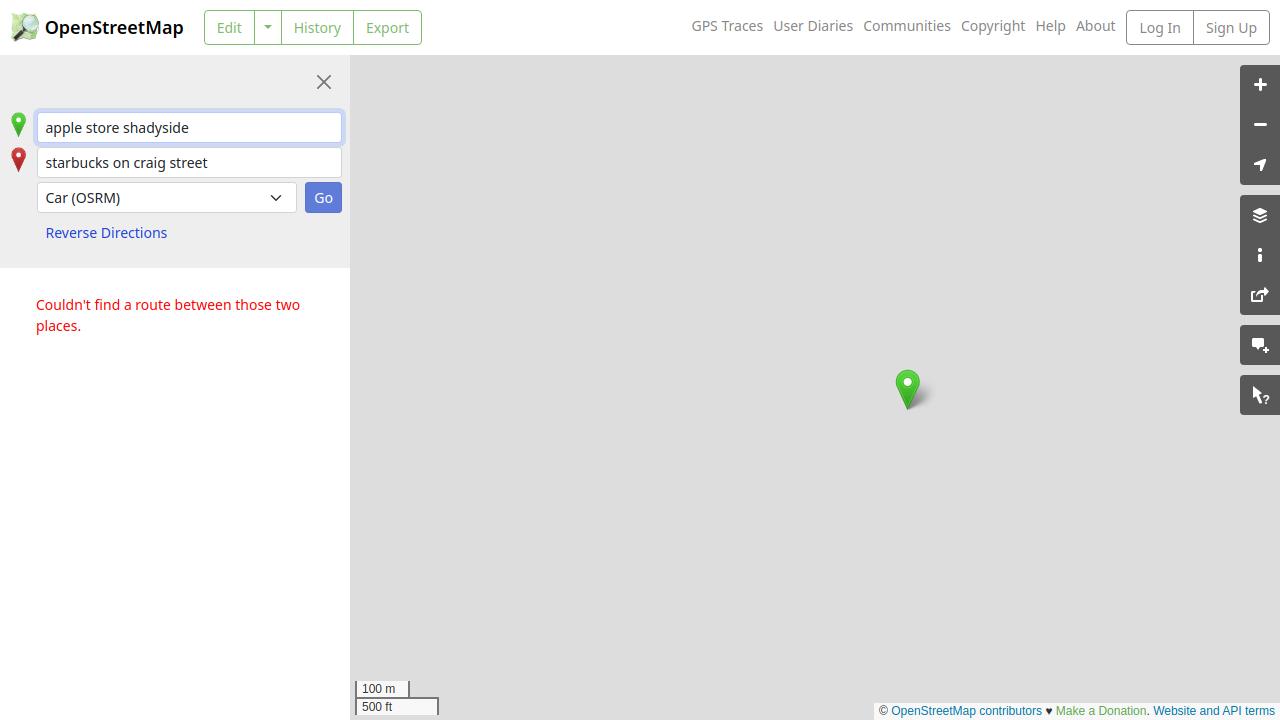 OpenStreetMap
Edit
History
Export
GPS Traces
User Diaries
Communities
Copyright
Help
About
Log In
Sign Up
apple store shadyside
starbucks on craig street
Car (OSRM)
Go
Reverse Directions
Couldn't find a route between those two
places.
100 m
500 ft
© OpenStreetMap contributors ♥ Make a Donation. Website and API terms